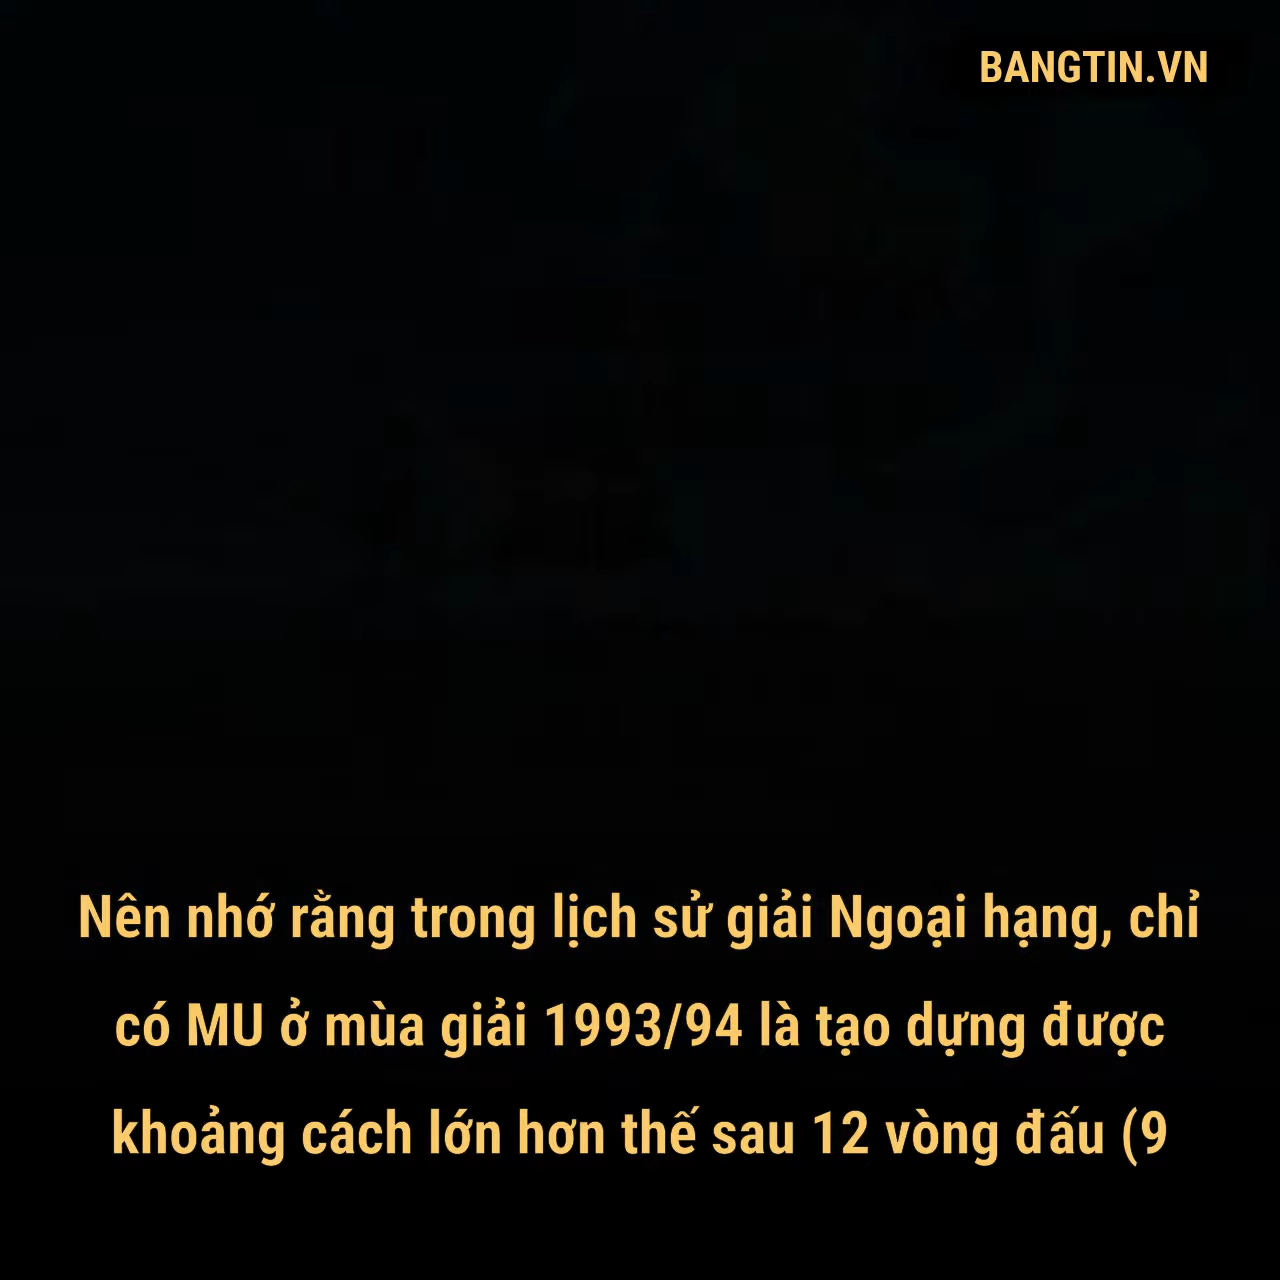 BANGTIN.VN
Nên nhớ rằng trong lịch sử giải Ngoại hạng, chỉ
có MU ở mùa giải 1993/94 là tạo dựng được
khoảng cách lớn hơn thế sau 12 vòng đấu (9